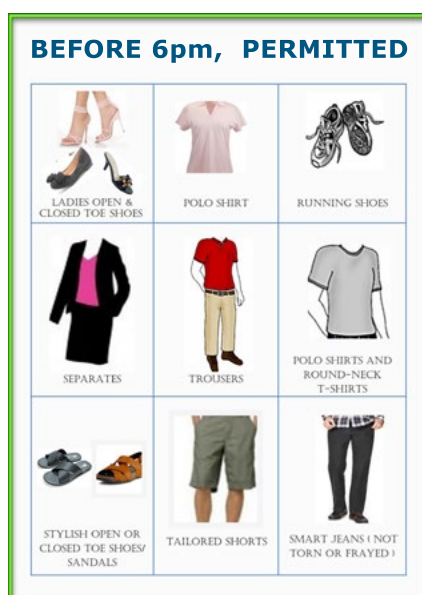 BEFORE 6pm, PERMITTED
LADIES OPEN &
CLOSED TOE SHOES
POLO SHIRT
RUNNING SHOES
SEPARATES
TROUSERS
POLO SHIRTS AND
ROUND-NECK
T-SHIRTS
STYLISH OPEN OR
CLOSED TOE SHOES/
SANDALS
TAILORED SHORTS
SMART JEANS ( NOT
TORN OR FRAYED )